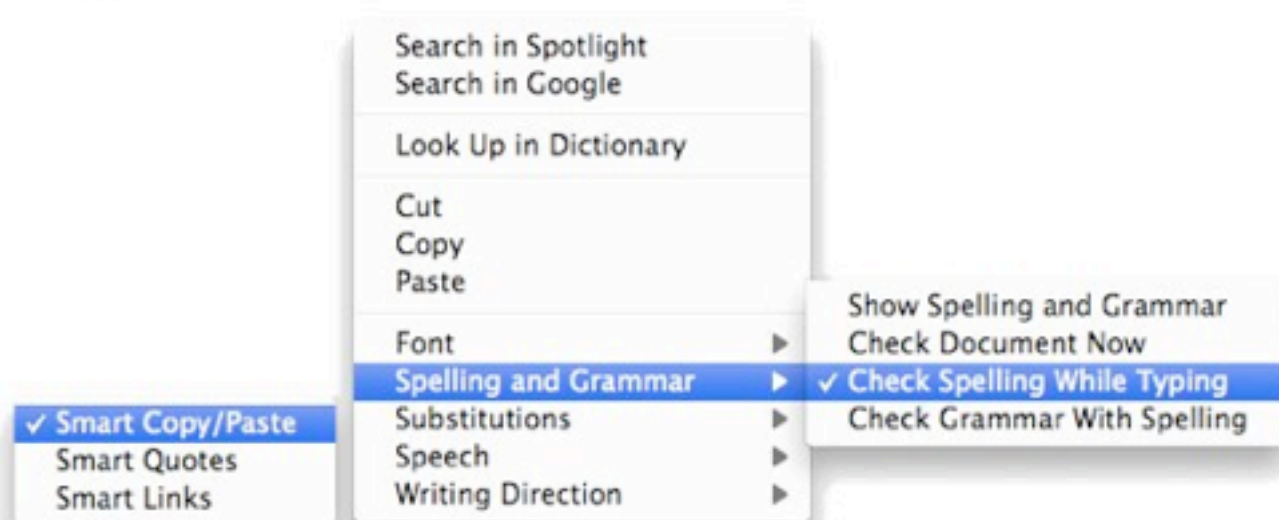 Search in Spotlight
Search in Google
Look Up in Dictionary
Cut
Copy
Paste
Font
Spelling and Grammar
Substitutions
Speech
Writing Direction
Show Spelling and Grammar
Check Document Now
✓ Check Spelling While Typing
Check Grammar With Spelling
✓ Smart Copy/Paste
Smart Quotes
Smart Links